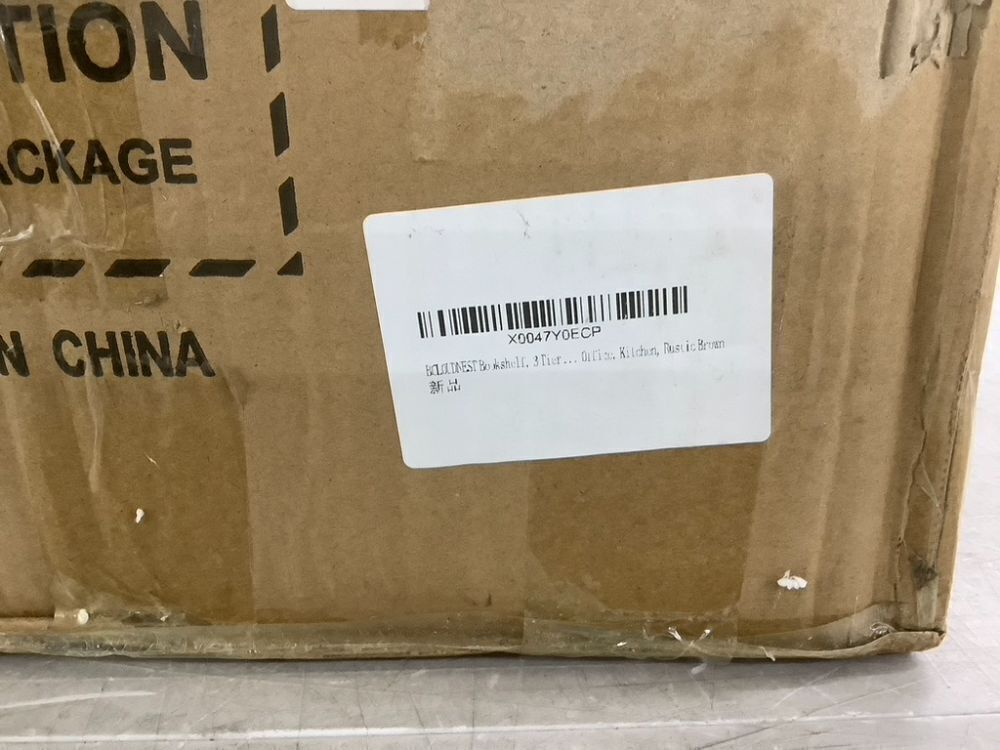 TION
ACKAGE
N CHINA
X0047Y0ECP
BCLOUDNEST Bookshelf, 3 Tier... Office, Kitchen, Rustic Brown
新品